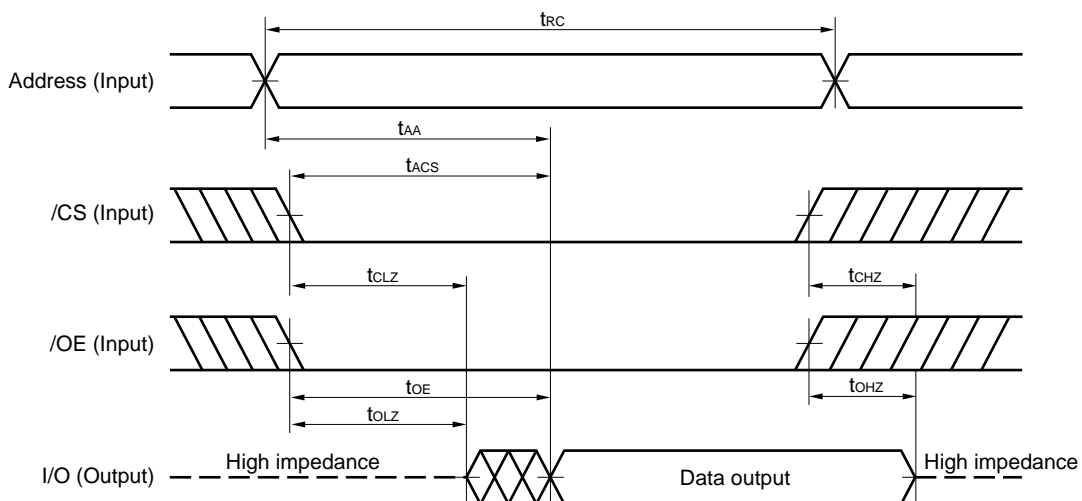 tRC
Address (Input)
tAA
tACS
/CS (Input)
tCLZ
tCHZ
/OE (Input)
tOE
tOHZ
tOLZ
I/O (Output)
High impedance
Data output
High impedance